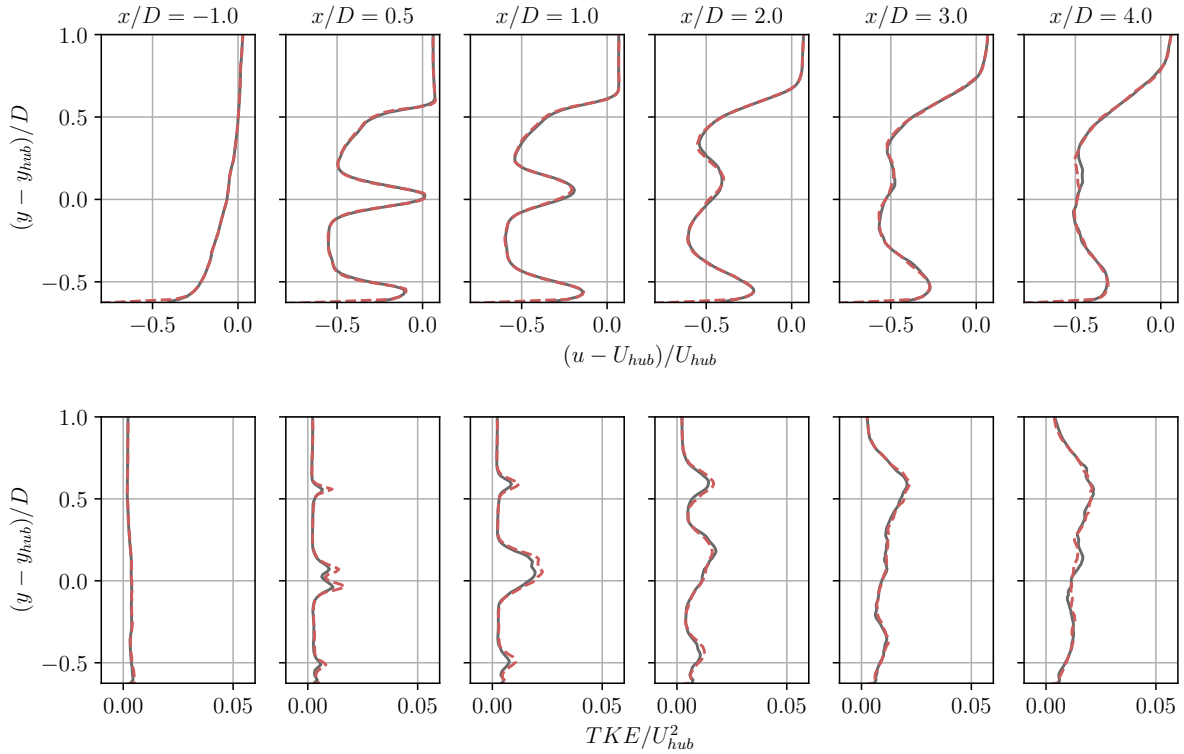 x/D = −1.0 x/D = 0.5 x/D = 1.0 x/D = 2.0 x/D = 3.0 x/D = 4.0
1.0
0.5
0.0
−0.5
(y − y_hub)/D
−0.5 0.0 −0.5 0.0 −0.5 0.0 −0.5 0.0 −0.5 0.0 −0.5 0.0
(u − U_hub)/U_hub
1.0
0.5
0.0
−0.5
(y − y_hub)/D
0.00 0.05 0.00 0.05 0.00 0.05 0.00 0.05 0.00 0.05 0.00 0.05
TKE/U²_hub